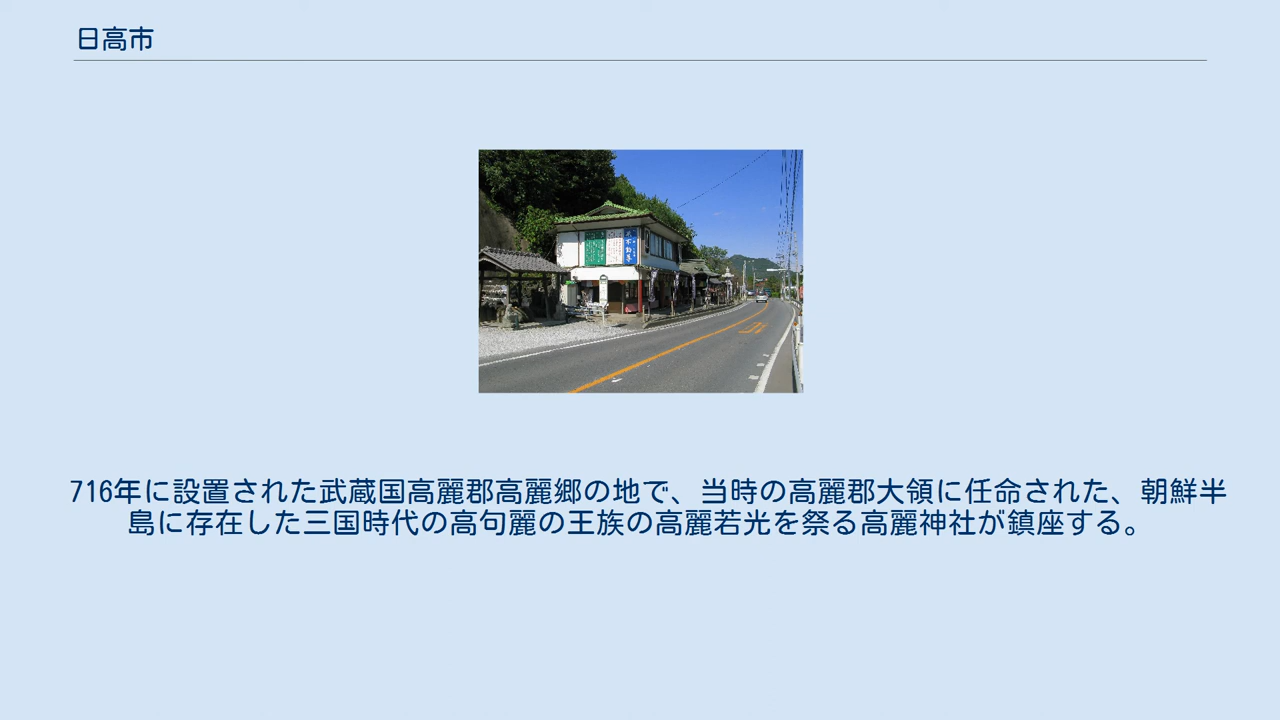 日高市
716年に設置された武蔵国高麗郡高麗郷の地で、当時の高麗郡大領に任命された、朝鮮半
島に存在した三国時代の高句麗の王族の高麗若光を祭る高麗神社が鎮座する。